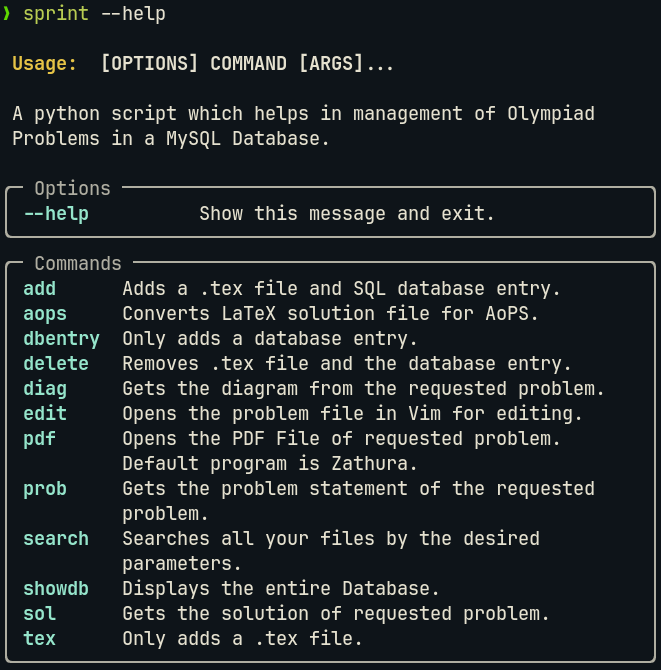 ❯ sprint --help
Usage:  [OPTIONS] COMMAND [ARGS]...
A python script which helps in management of Olympiad
Problems in a MySQL Database.
Options
--help          Show this message and exit.
Commands
add      Adds a .tex file and SQL database entry.
aops     Converts LaTeX solution file for AoPS.
dbentry  Only adds a database entry.
delete   Removes .tex file and the database entry.
diag     Gets the diagram from the requested problem.
edit     Opens the problem file in Vim for editing.
pdf      Opens the PDF File of requested problem.
         Default program is Zathura.
prob     Gets the problem statement of the requested
         problem.
search   Searches all your files by the desired
         parameters.
showdb   Displays the entire Database.
sol      Gets the solution of requested problem.
tex      Only adds a .tex file.